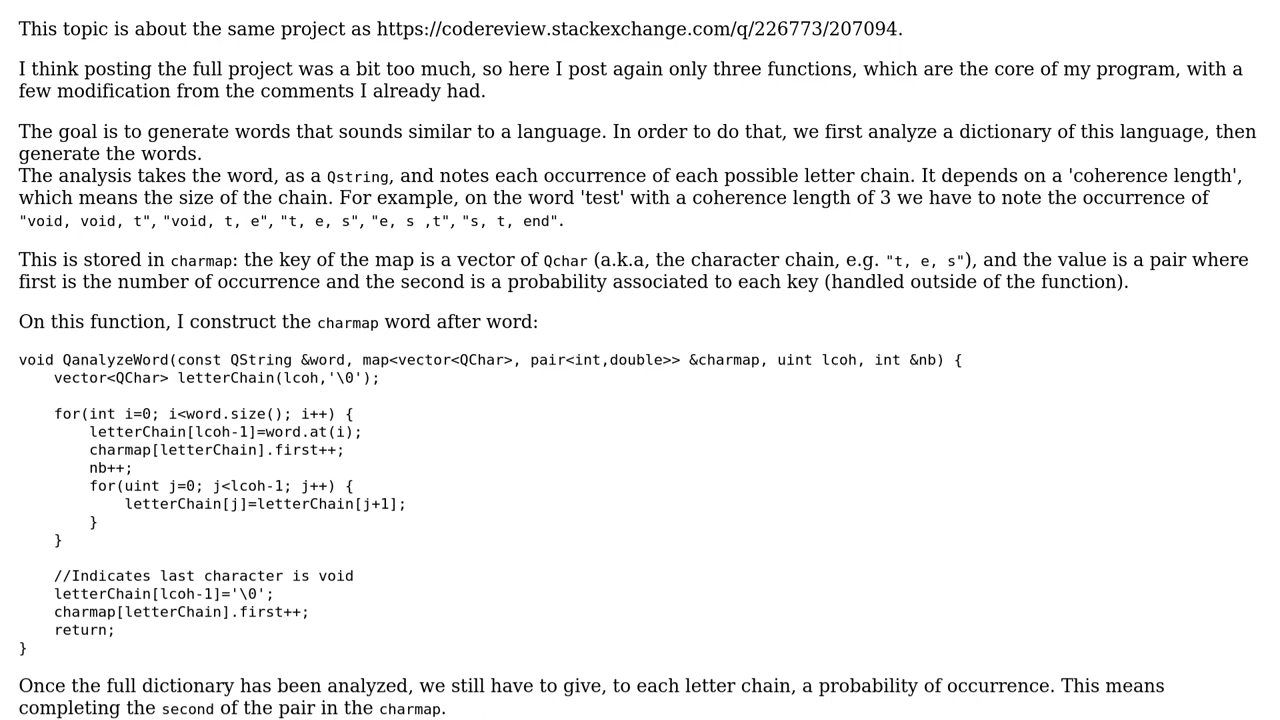 This topic is about the same project as https://codereview.stackexchange.com/q/226773/207094.
I think posting the full project was a bit too much, so here I post again only three functions, which are the core of my program, with a
few modification from the comments I already had.
The goal is to generate words that sounds similar to a language. In order to do that, we first analyze a dictionary of this language, then
generate the words.
The analysis takes the word, as a Qstring, and notes each occurrence of each possible letter chain. It depends on a 'coherence length',
which means the size of the chain. For example, on the word 'test' with a coherence length of 3 we have to note the occurrence of
"void, void, t", "void, t, e", "t, e, s", "e, s ,t", "s, t, end".
This is stored in charmap: the key of the map is a vector of Qchar (a.k.a, the character chain, e.g. "t, e, s"), and the value is a pair where
first is the number of occurrence and the second is a probability associated to each key (handled outside of the function).
On this function, I construct the charmap word after word:
void QanalyzeWord(const QString &word, map<vector<QChar>, pair<int,double>> &charmap, uint lcoh, int &nb) {
    vector<QChar> letterChain(lcoh,'\0');
    for(int i=0; i<word.size(); i++) {
        letterChain[lcoh-1]=word.at(i);
        charmap[letterChain].first++;
        nb++;
        for(uint j=0; j<lcoh-1; j++) {
            letterChain[j]=letterChain[j+1];
        }
    }
    //Indicates last character is void
    letterChain[lcoh-1]='\0';
    charmap[letterChain].first++;
    return;
}
Once the full dictionary has been analyzed, we still have to give, to each letter chain, a probability of occurrence. This means
completing the second of the pair in the charmap.